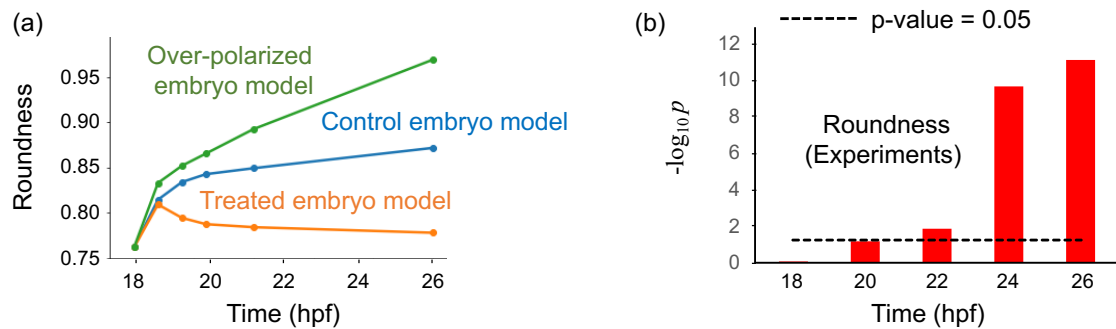 (a)
Over-polarized
embryo model
Control embryo model
Treated embryo model
Roundness
0.95
0.90
0.85
0.80
0.75
18 20 22 24 26
Time (hpf)
(b)
p-value = 0.05
Roundness
(Experiments)
-log₁₀ p
12
10
8
6
4
2
0
18 20 22 24 26
Time (hpf)